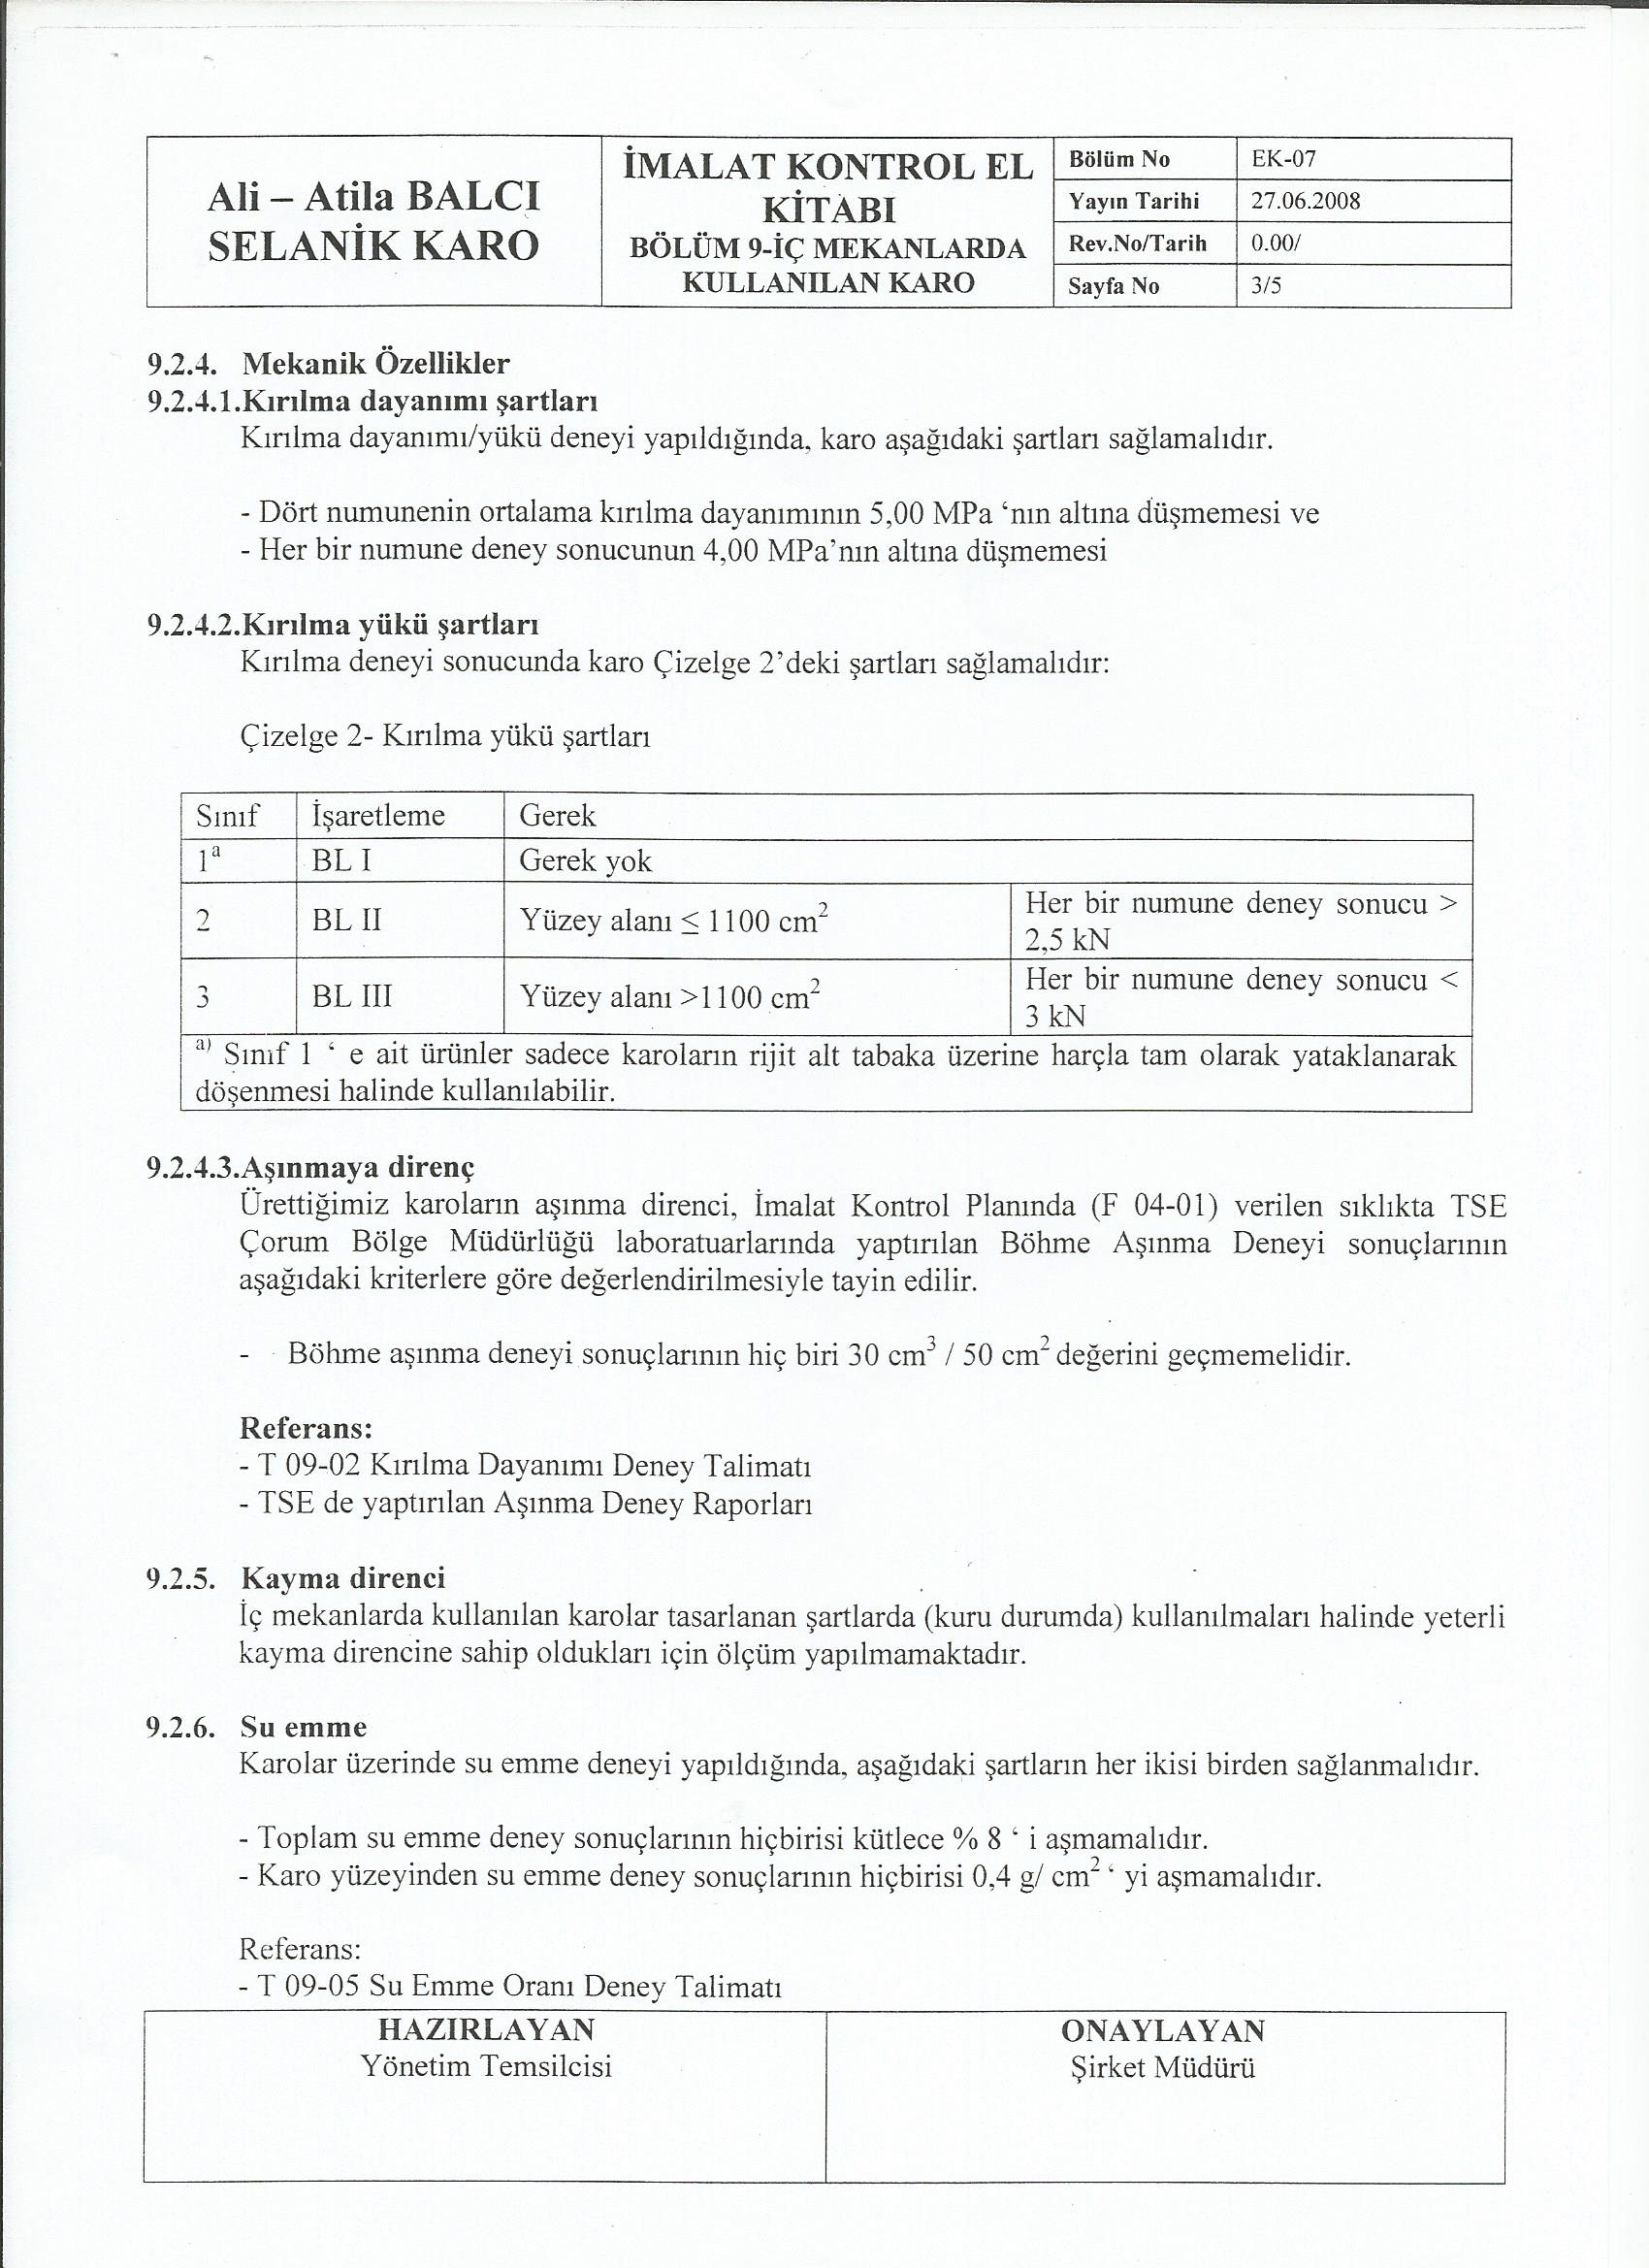 Ali – Atila BALCI
SELANİK KARO
İMALAT KONTROL EL
KİTABI
BÖLÜM 9-İÇ MEKANLARDA
KULLANILAN KARO
Bölüm No EK-07
Yayın Tarihi 27.06.2008
Rev.No/Tarih 0.00/
Sayfa No 3/5
9.2.4. Mekanik Özellikler
9.2.4.1.Kırılma dayanımı şartları
Kırılma dayanımı/yükü deneyi yapıldığında, karo aşağıdaki şartları sağlamalıdır.
- Dört numunenin ortalama kırılma dayanımının 5,00 MPa ‘nın altına düşmemesi ve
- Her bir numune deney sonucunun 4,00 MPa’nın altına düşmemesi
9.2.4.2.Kırılma yükü şartları
Kırılma deneyi sonucunda karo Çizelge 2’deki şartları sağlamalıdır:
Çizelge 2- Kırılma yükü şartları
Sınıf İşaretleme Gerek
1ª BL I Gerek yok
2 BL II Yüzey alanı ≤ 1100 cm² Her bir numune deney sonucu >
2,5 kN
3 BL III Yüzey alanı >1100 cm² Her bir numune deney sonucu <
3 kN
a) Sınıf 1 ‘ e ait ürünler sadece karoların rijit alt tabaka üzerine harçla tam olarak yataklanarak
döşenmesi halinde kullanılabilir.
9.2.4.3.Aşınmaya direnç
Ürettiğimiz karoların aşınma direnci, İmalat Kontrol Planında (F 04-01) verilen sıklıkta TSE
Çorum Bölge Müdürlüğü laboratuarlarında yaptırılan Böhme Aşınma Deneyi sonuçlarının
aşağıdaki kriterlere göre değerlendirilmesiyle tayin edilir.
- Böhme aşınma deneyi sonuçlarının hiç biri 30 cm³ / 50 cm² değerini geçmemelidir.
Referans:
- T 09-02 Kırılma Dayanımı Deney Talimatı
- TSE de yaptırılan Aşınma Deney Raporları
9.2.5. Kayma direnci
İç mekanlarda kullanılan karolar tasarlanan şartlarda (kuru durumda) kullanılmaları halinde yeterli
kayma direncine sahip oldukları için ölçüm yapılmamaktadır.
9.2.6. Su emme
Karolar üzerinde su emme deneyi yapıldığında, aşağıdaki şartların her ikisi birden sağlanmalıdır.
- Toplam su emme deney sonuçlarının hiçbirisi kütlece % 8 ‘ i aşmamalıdır.
- Karo yüzeyinden su emme deney sonuçlarının hiçbirisi 0,4 g/ cm² ‘ yi aşmamalıdır.
Referans:
- T 09-05 Su Emme Oranı Deney Talimatı
HAZIRLAYAN
Yönetim Temsilcisi
ONAYLAYAN
Şirket Müdürü